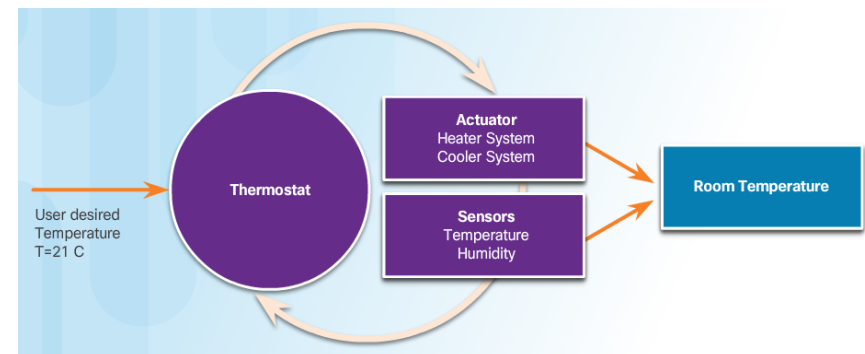 User desired
Temperature
T=21 C
Thermostat
Actuator
Heater System
Cooler System
Sensors
Temperature
Humidity
Room Temperature